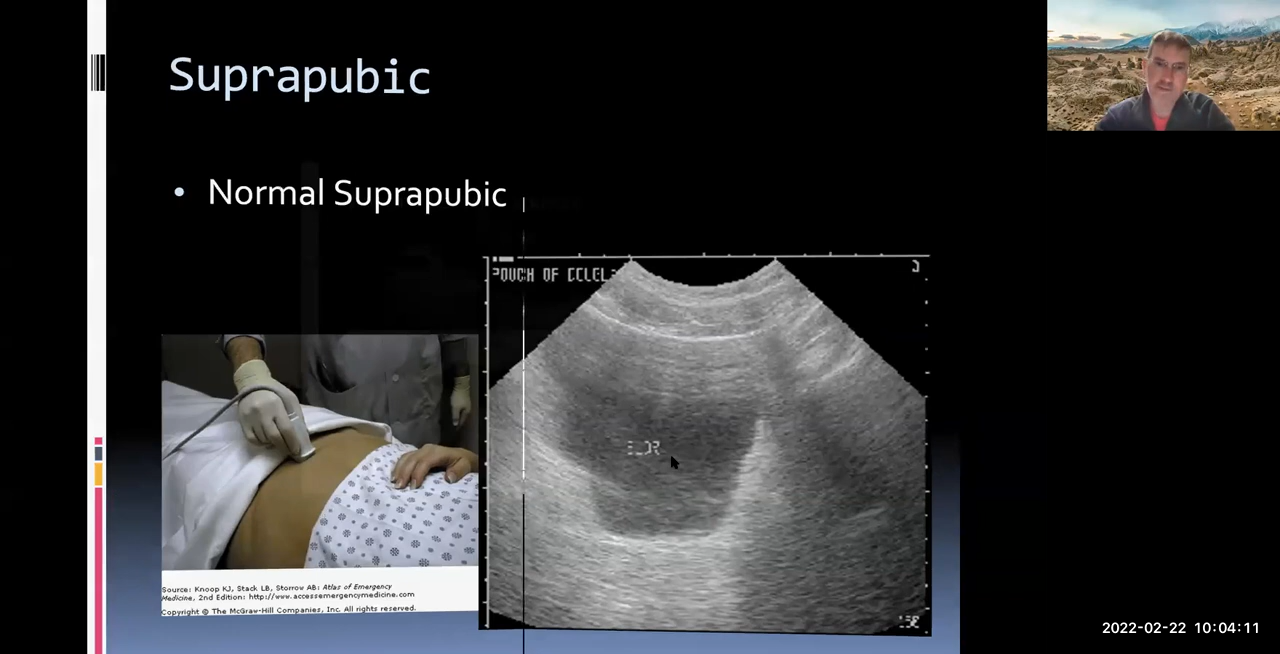 Suprapubic
• Normal Suprapubic
POUCH OF
Source: Knoop KJ, Stack LB, Storrow AB: Atlas of Emergency
Medicine, 2nd Edition: http://www.accessemergencymedicine.com
Copyright © The McGraw-Hill Companies, Inc. All rights reserved.
2022-02-22 10:04:11